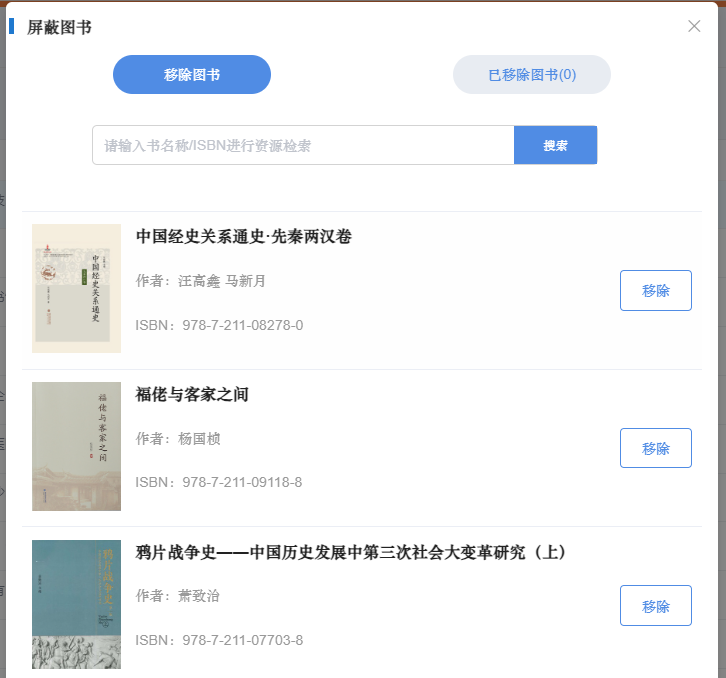 屏蔽图书
移除图书
已移除图书(0)
请输入书名称/ISBN进行资源检索
搜索
中国经史关系通史
中国经史关系通史·先秦两汉卷
作者：汪高鑫 马新月
ISBN：978-7-211-08278-0
移除
福佬与客家之间
福佬与客家之间
作者：杨国桢
ISBN：978-7-211-09118-8
移除
鸦片战争史
鸦片战争史——中国历史发展中第三次社会大变革研究（上）
作者：萧致治
ISBN：978-7-211-07703-8
移除